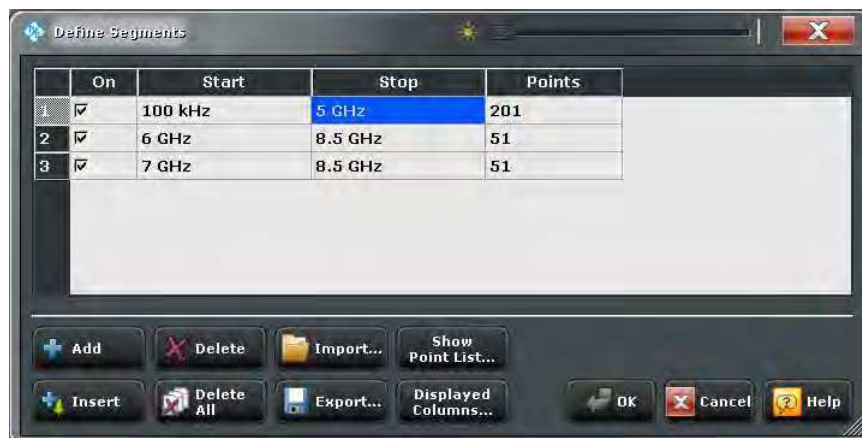 Define Segments
On Start Stop Points
1 100 kHz 5 GHz 201
2 6 GHz 8.5 GHz 51
3 7 GHz 8.5 GHz 51
Add Delete Import... Show Point List...
Insert Delete All Export... Displayed Columns... OK Cancel Help